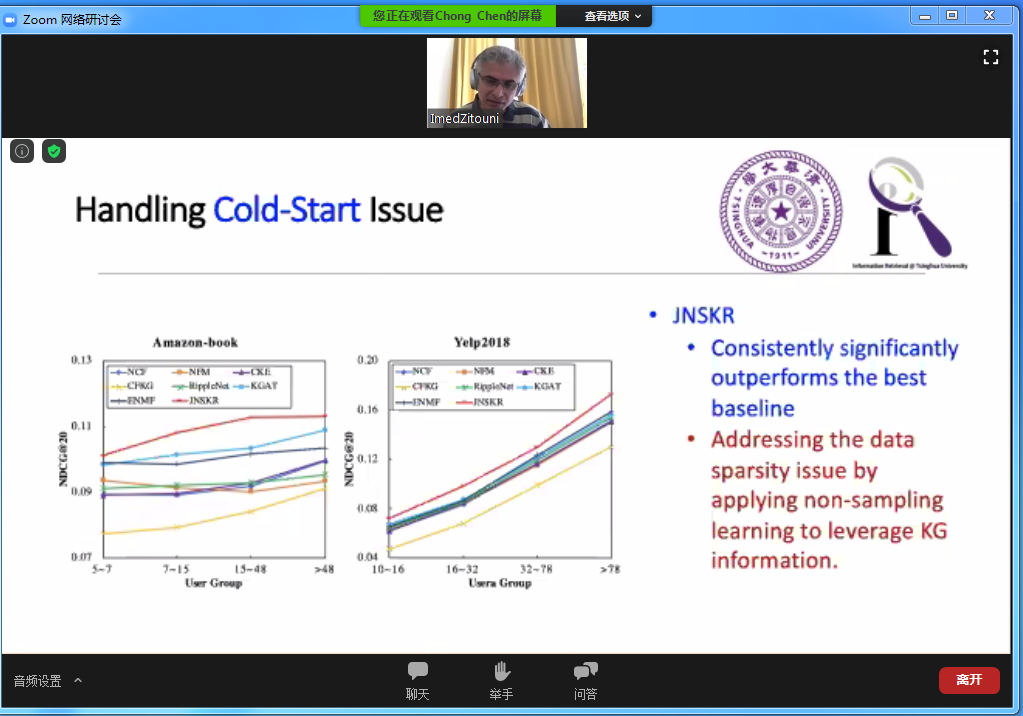 Zoom 网络研讨会
您正在观看Chong Chen的屏幕
查看选项
ImedZitouni
Handling Cold-Start Issue
TSINGHUA UNIVERSITY
-1911-
Information Retrieval @ Tsinghua University
Amazon-book
0.13
0.11
0.09
0.07
NDCG@20
NCF NFM CKE
CFKG RippleNet KGAT
ENMF JNSKR
5~7 7~15 15~48 >48
User Group
Yelp2018
0.20
0.16
0.12
0.08
0.04
NDCG@20
NCF NFM CKE
CFKG RippleNet KGAT
ENMF JNSKR
10~16 16~32 32~78 >78
Usera Group
• JNSKR
• Consistently significantly
outperforms the best
baseline
• Addressing the data
sparsity issue by
applying non-sampling
learning to leverage KG
information.
音频设置
聊天
举手
问答
离开